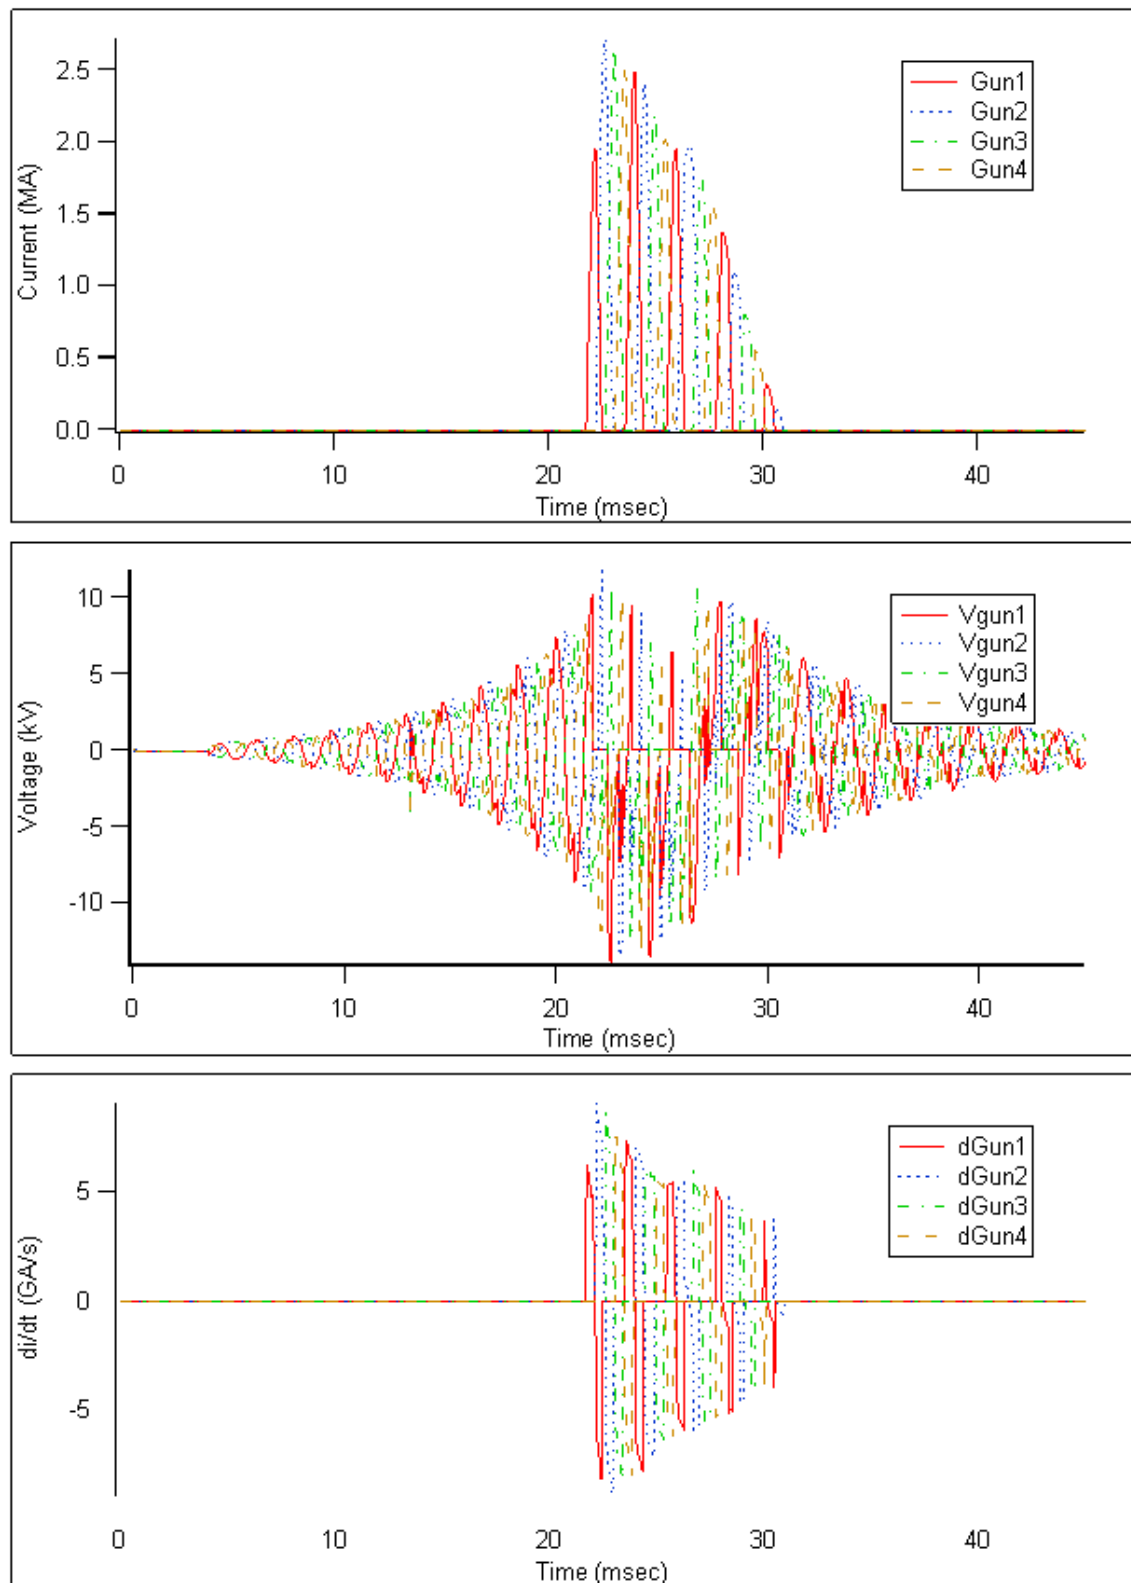 Current (MA)
2.5
2.0
1.5
1.0
0.5
0.0
0 10 20 30 40
Time (msec)
Gun1
Gun2
Gun3
Gun4
Voltage (kV)
10
5
0
-5
-10
0 10 20 30 40
Time (msec)
Vgun1
Vgun2
Vgun3
Vgun4
di/dt (GA/s)
5
0
-5
0 10 20 30 40
Time (msec)
dGun1
dGun2
dGun3
dGun4